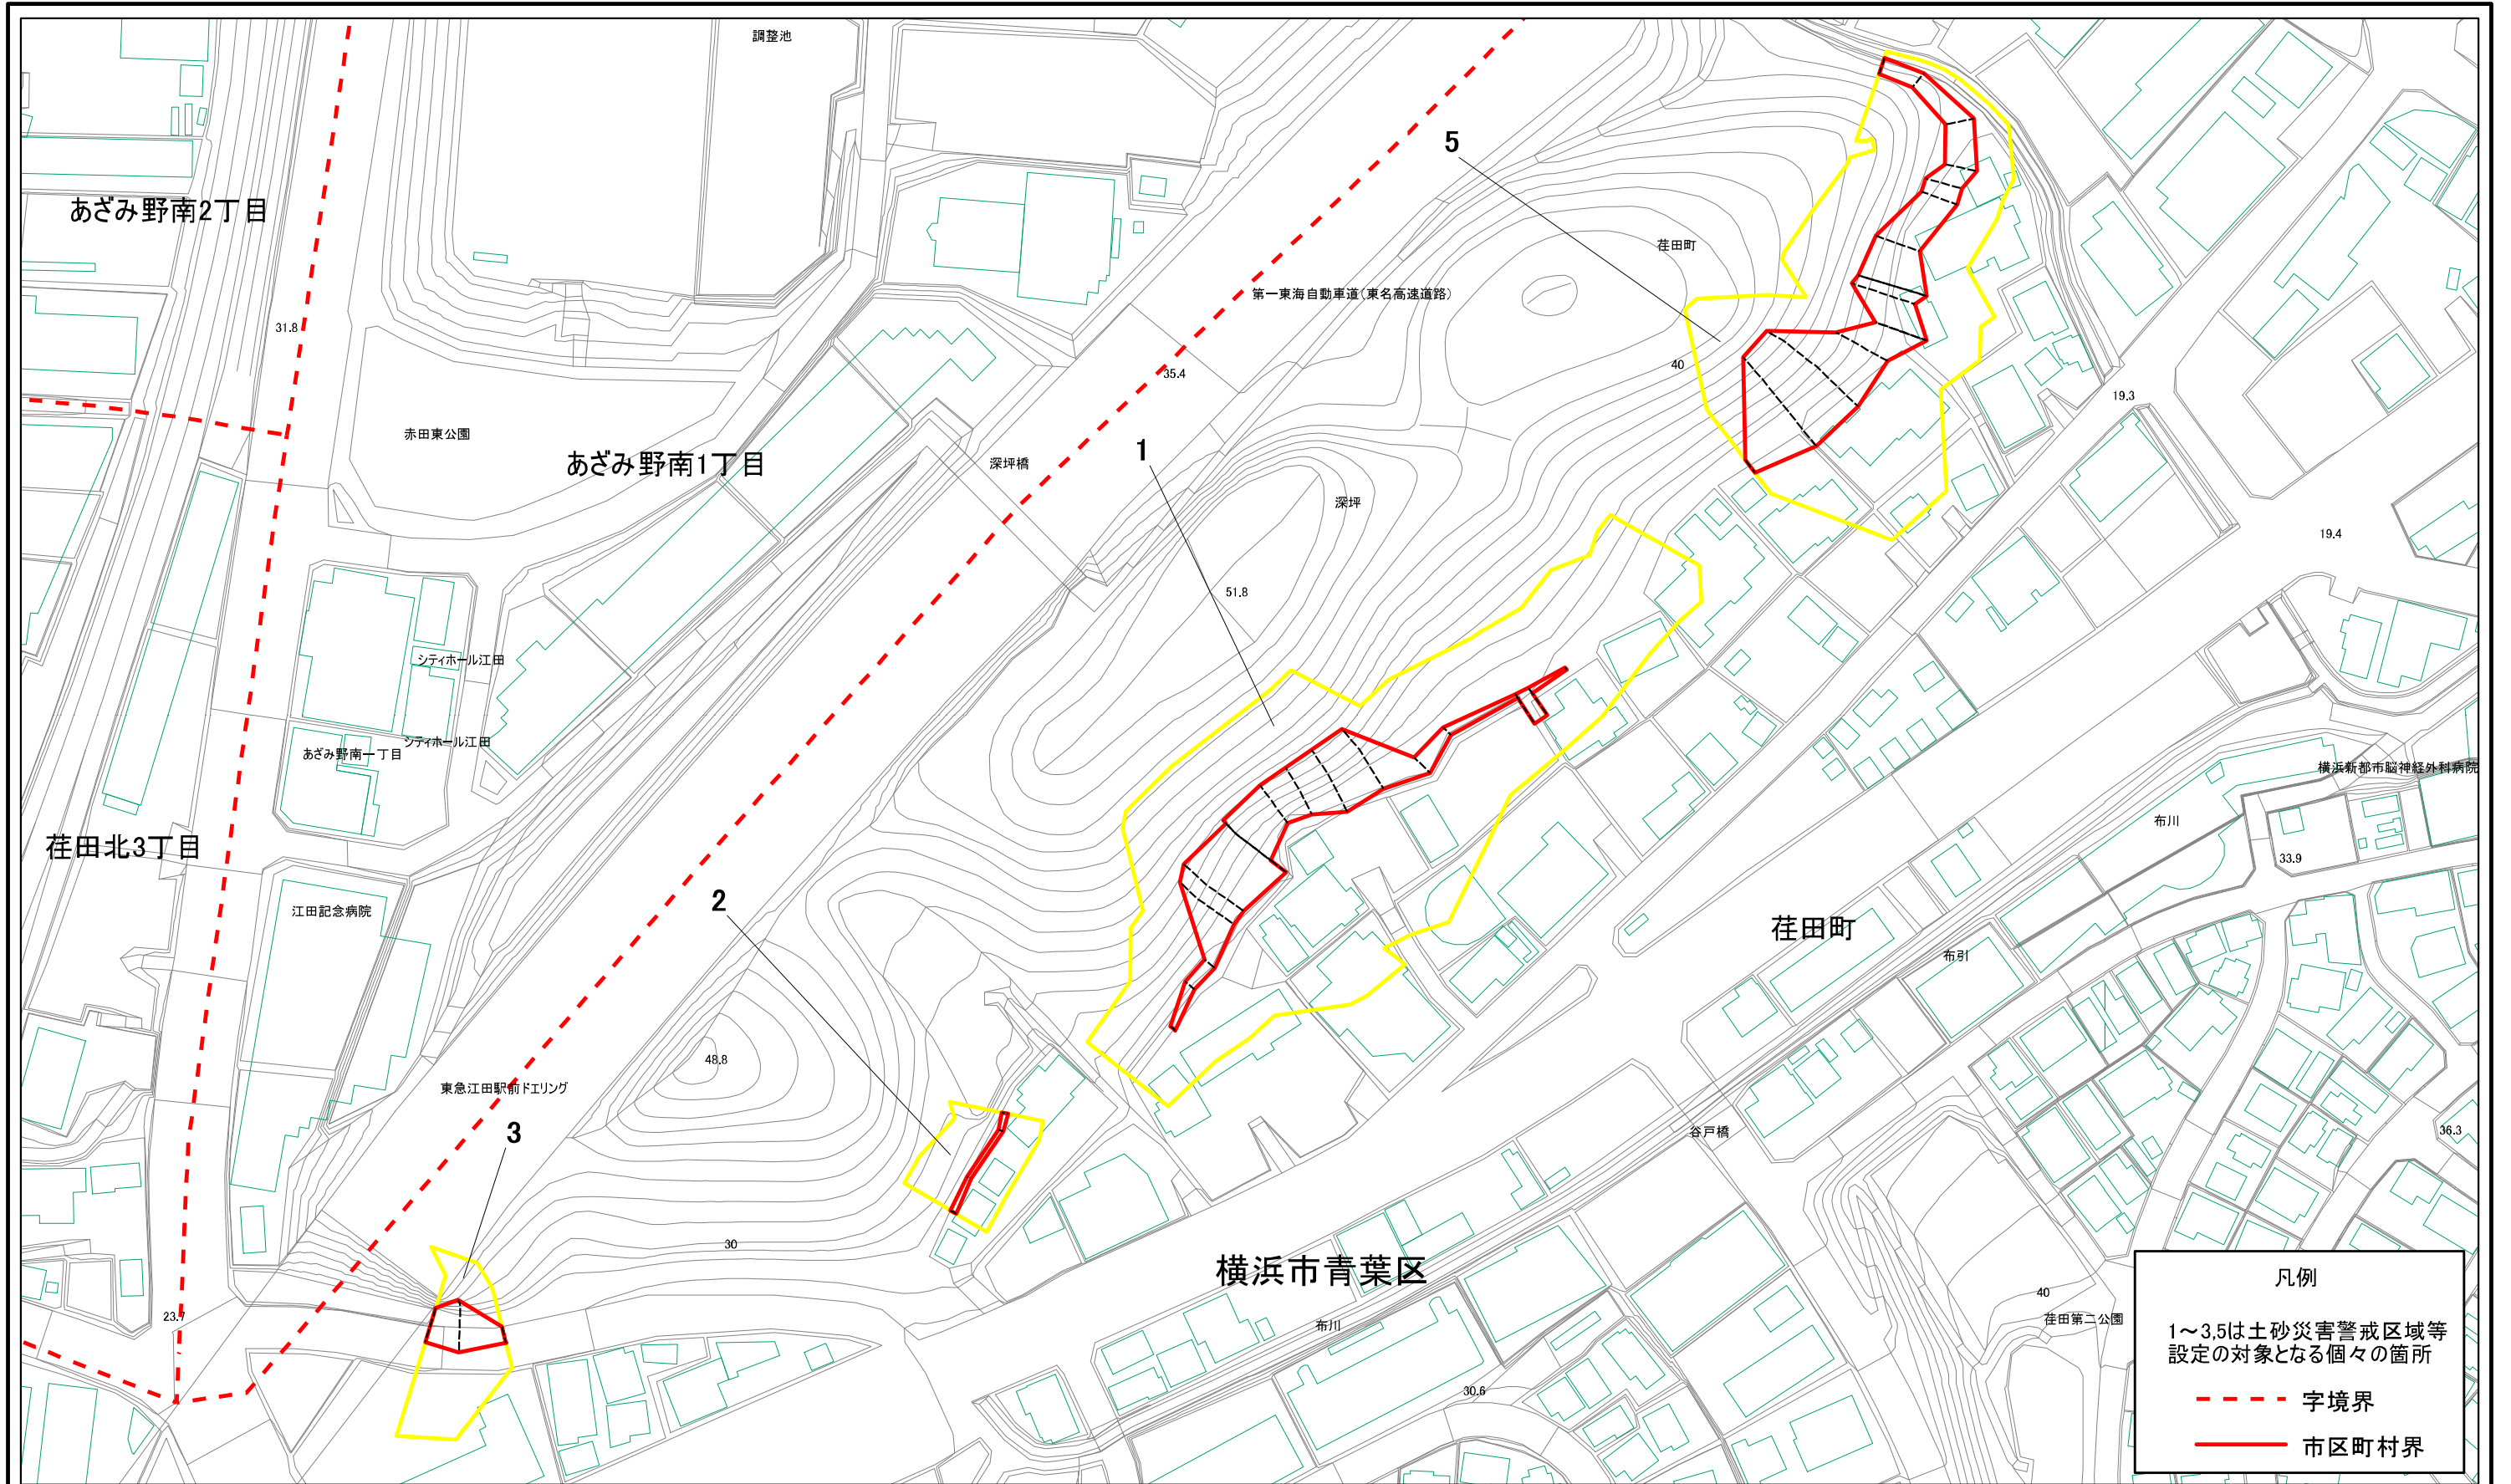 調整池
5
あざみ野南2丁目
荏田町
第一東海自動車道(東名高速道路)
31.8
35.4
40
19.3
赤田東公園
1
あざみ野南1丁目
深坪橋
深坪
19.4
51.8
シティホール江田
シティホール江田
あざみ野南一丁目
横浜新都市脳神経外科病院
布川
荏田北3丁目
33.9
2
江田記念病院
荏田町
布引
48.8
東急江田駅前ドエリング
3
谷戸橋
36.3
30
横浜市青葉区
23.7
布川
40
荏田第二公園
30.6
凡例
1～3,5は土砂災害警戒区域等
設定の対象となる個々の箇所
字境界
市区町村界